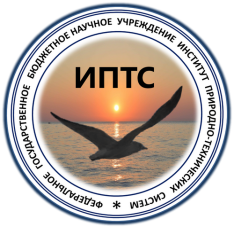 ФЕДЕРАЛЬНОЕ ГОСУДАРСТВЕННОЕ БЮДЖЕТНОЕ НАУЧНОЕ УЧРЕЖДЕНИЕ ИНСТИТУТ ПРИРОДНО-ТЕХНИЧЕСКИХ СИСТЕМ *
ИПТС